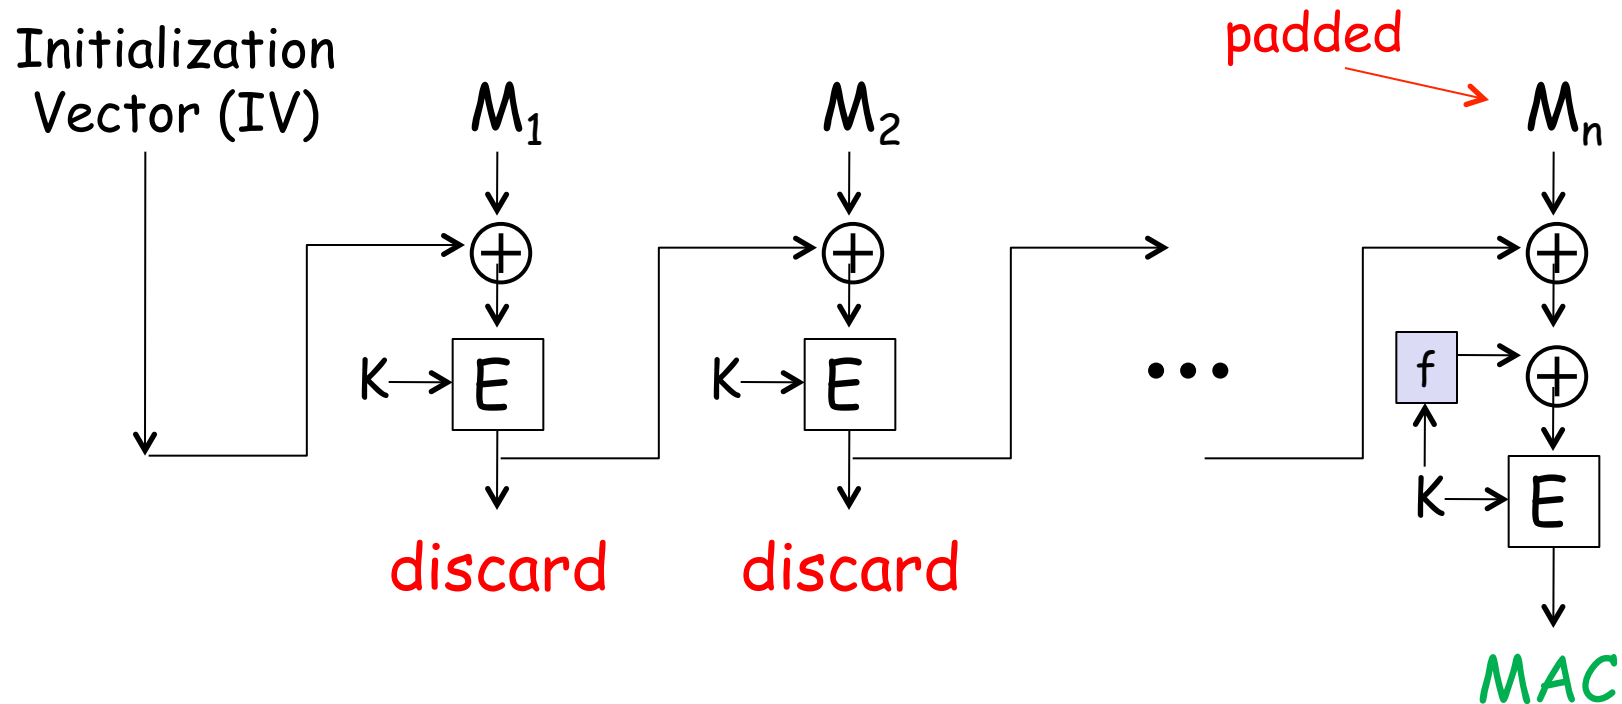 padded
Initialization
Vector (IV)
M1
M2
Mn
K
E
K
E
...
f
K
E
discard
discard
MAC